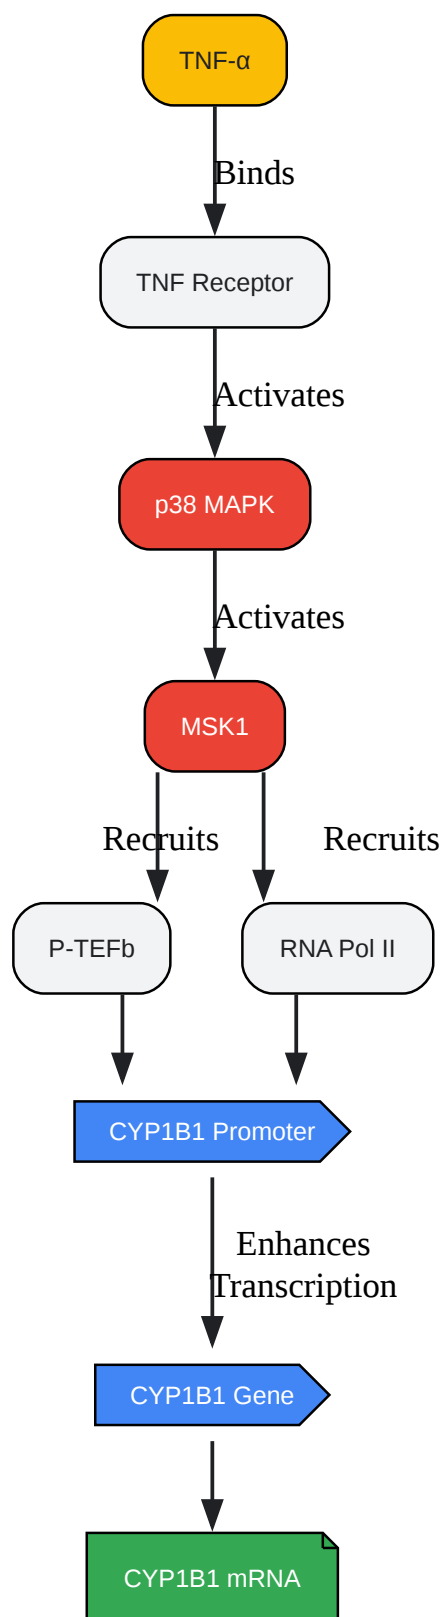 TNF-α
Binds
TNF Receptor
Activates
p38 MAPK
Activates
MSK1
Recruits
Recruits
P-TEFb
RNA Pol II
CYP1B1 Promoter
Enhances
Transcription
CYP1B1 Gene
CYP1B1 mRNA